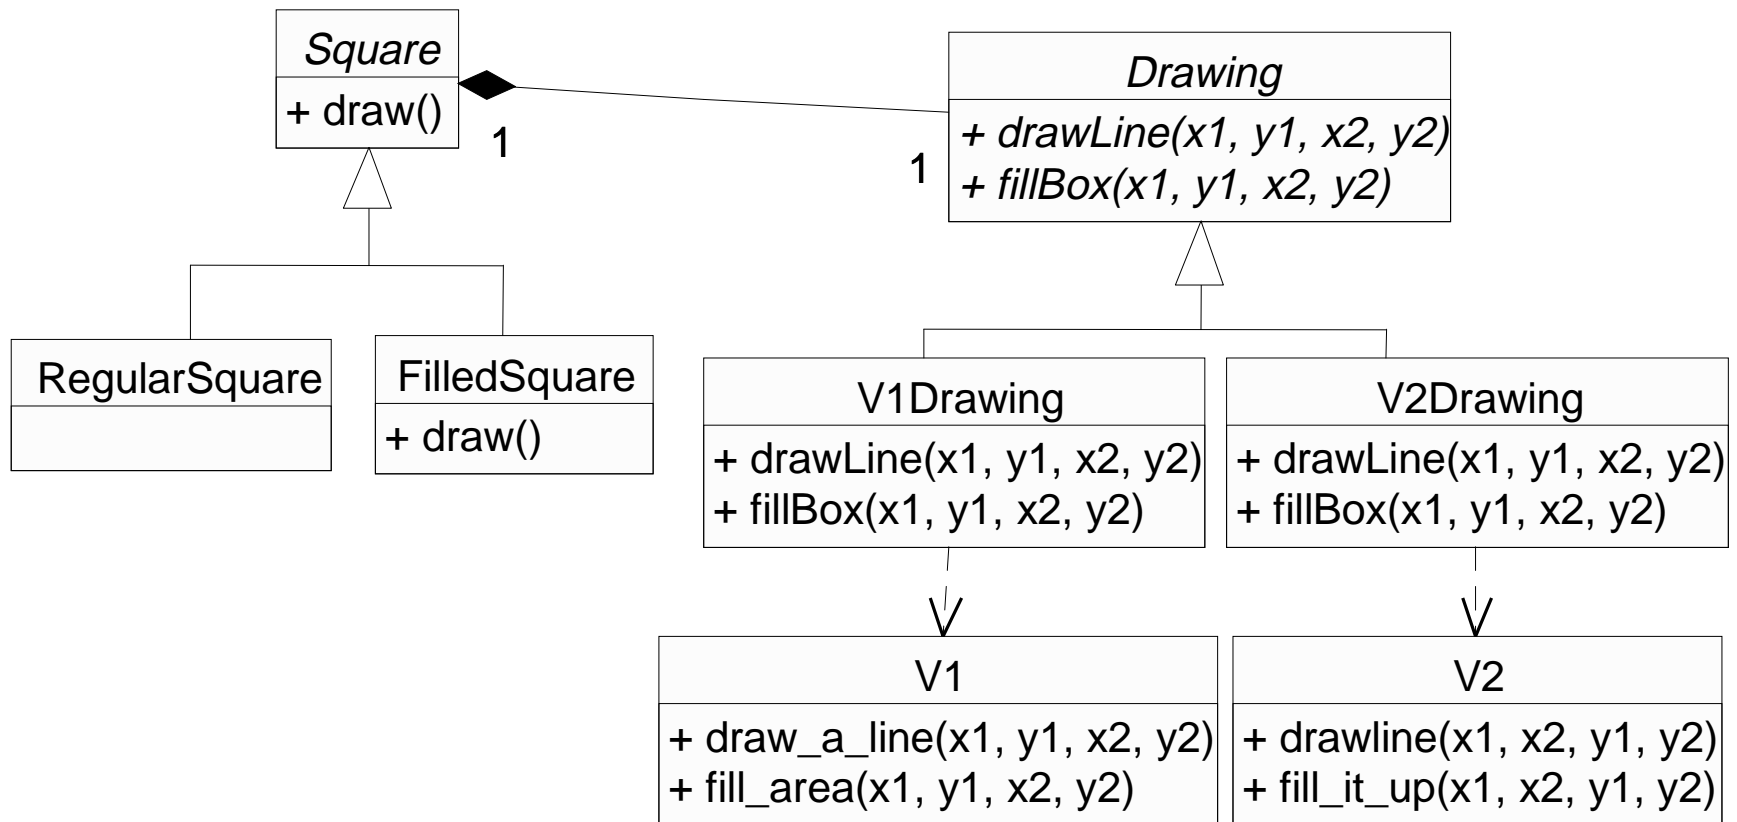 Square
+ draw()
1
Drawing
+ drawLine(x1, y1, x2, y2)
+ fillBox(x1, y1, x2, y2)
1
RegularSquare
FilledSquare
+ draw()
V1Drawing
+ drawLine(x1, y1, x2, y2)
+ fillBox(x1, y1, x2, y2)
V2Drawing
+ drawLine(x1, y1, x2, y2)
+ fillBox(x1, y1, x2, y2)
V1
+ draw_a_line(x1, y1, x2, y2)
+ fill_area(x1, y1, x2, y2)
V2
+ drawline(x1, x2, y1, y2)
+ fill_it_up(x1, x2, y1, y2)